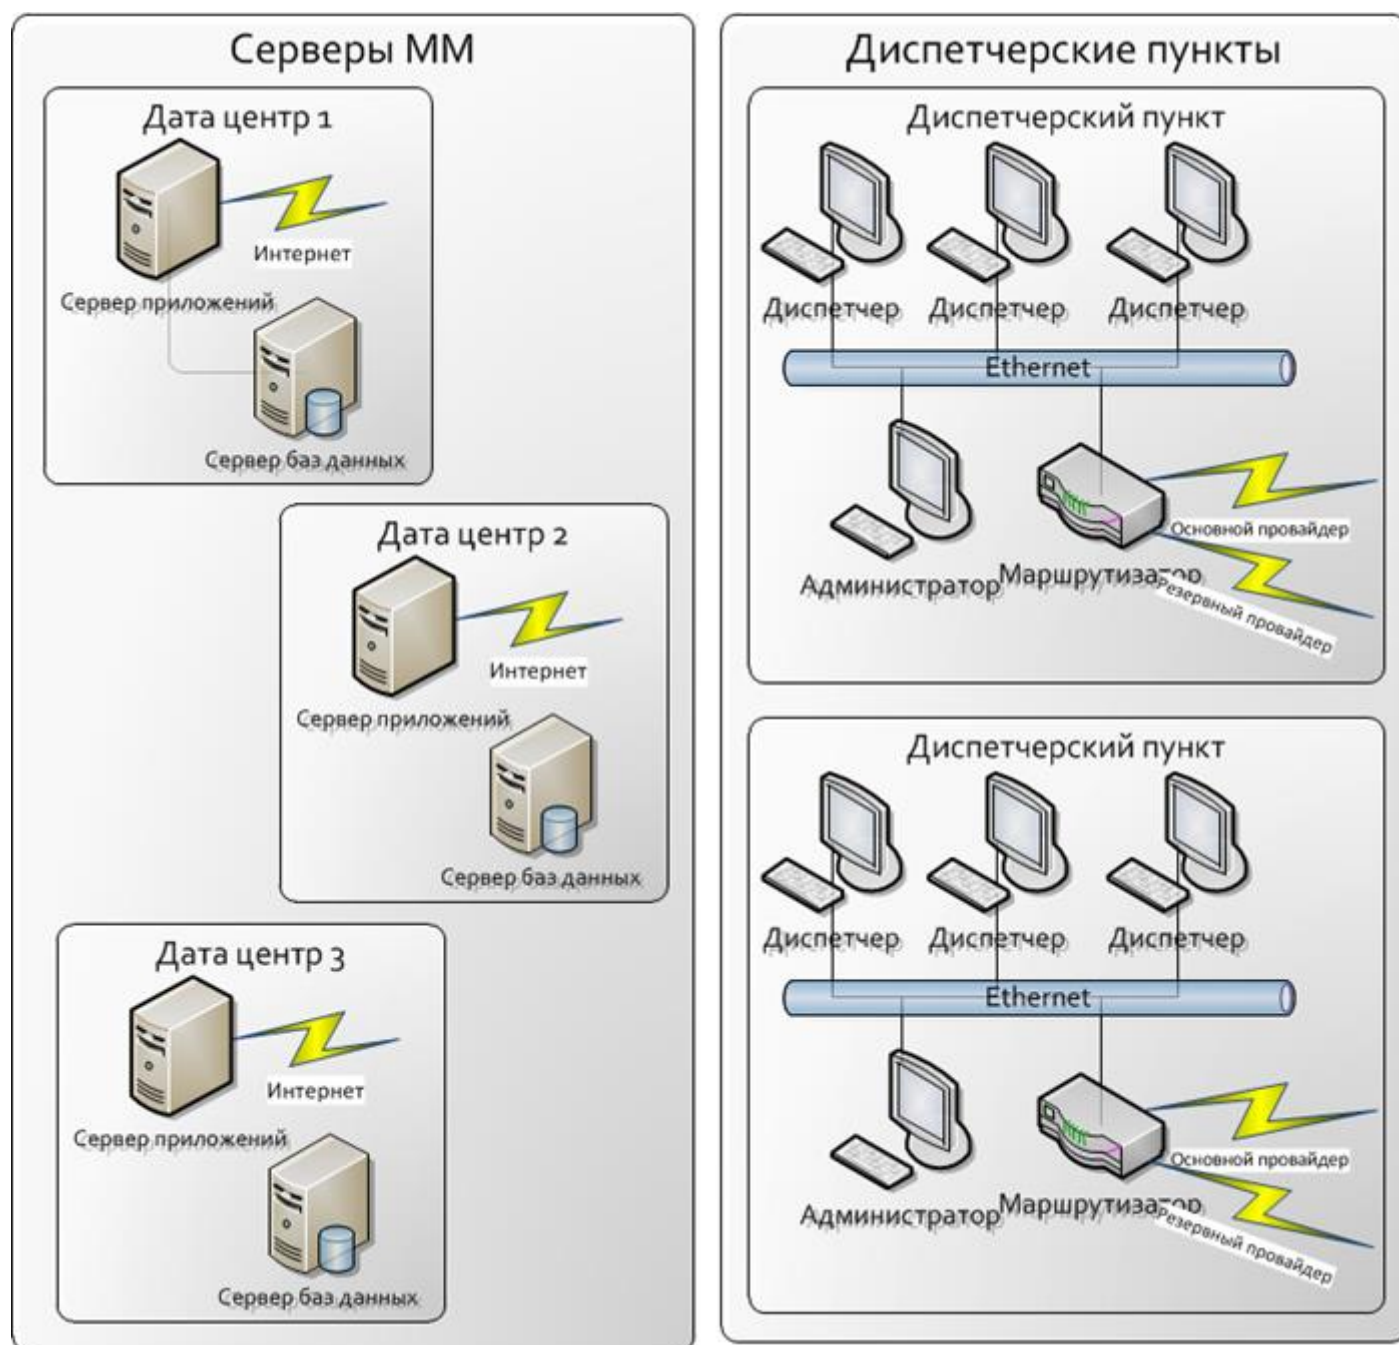 Серверы ММ
Дата центр 1
Интернет
Сервер приложений
Сервер баз данных
Дата центр 2
Интернет
Сервер приложений
Сервер баз данных
Дата центр 3
Интернет
Сервер приложений
Сервер баз данных
Диспетчерские пункты
Диспетчерский пункт
Диспетчер Диспетчер Диспетчер
Ethernet
Основной провайдер
Администратор Маршрутизатор
Резервный провайдер
Диспетчерский пункт
Диспетчер Диспетчер Диспетчер
Ethernet
Основной провайдер
Администратор Маршрутизатор
Резервный провайдер